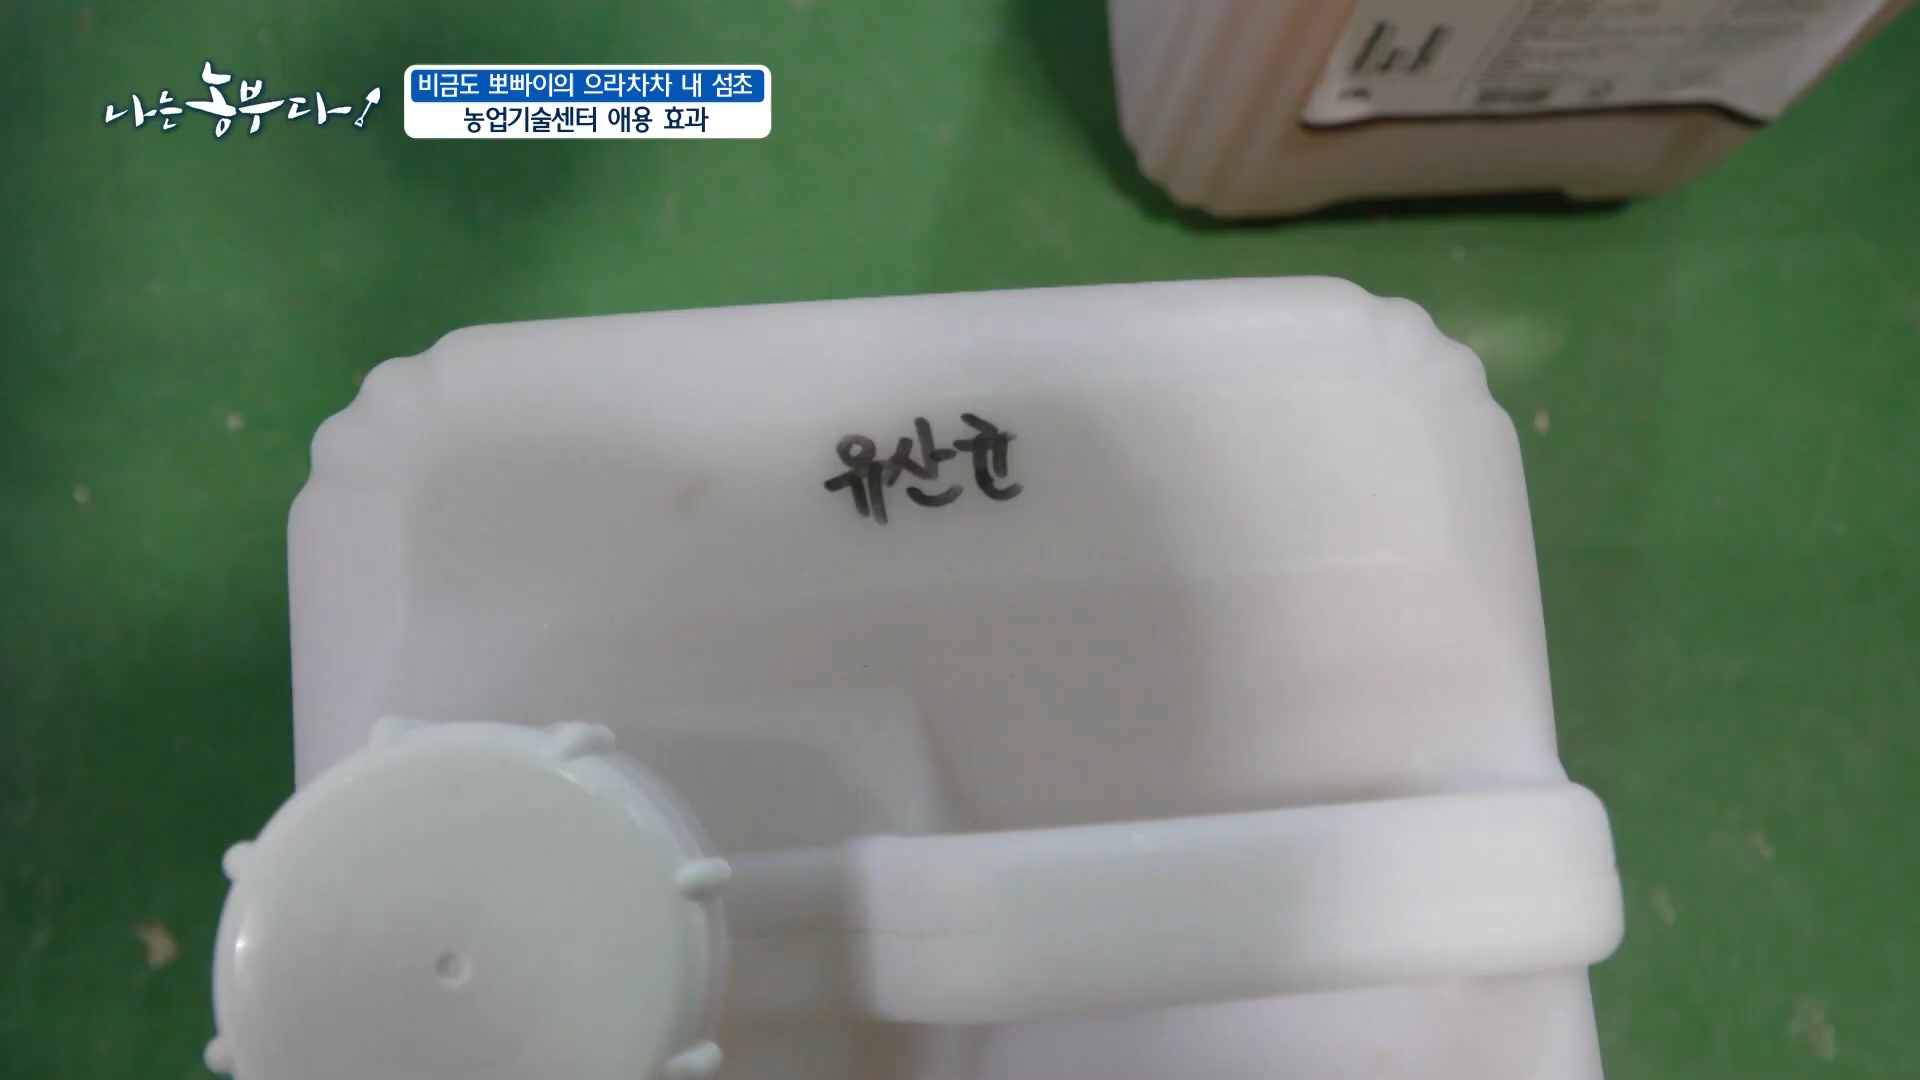 나는 농부다!
비금도 뽀빠이의 으라차차 내 섬초
농업기술센터 애용 효과
유산균